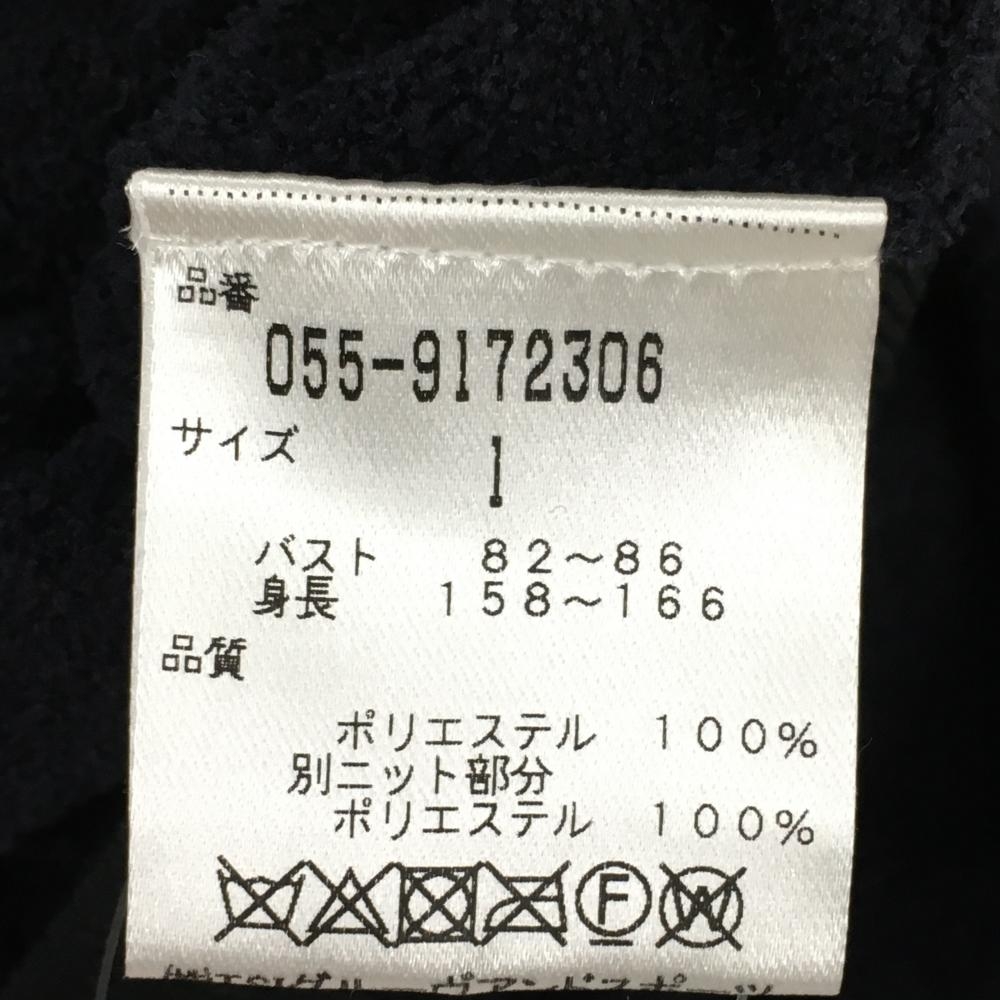 品番
055-9172306
サイズ
1
バスト 82～86
身長 158～166
品質
ポリエステル 100%
別ニット部分
ポリエステル 100%
F
W